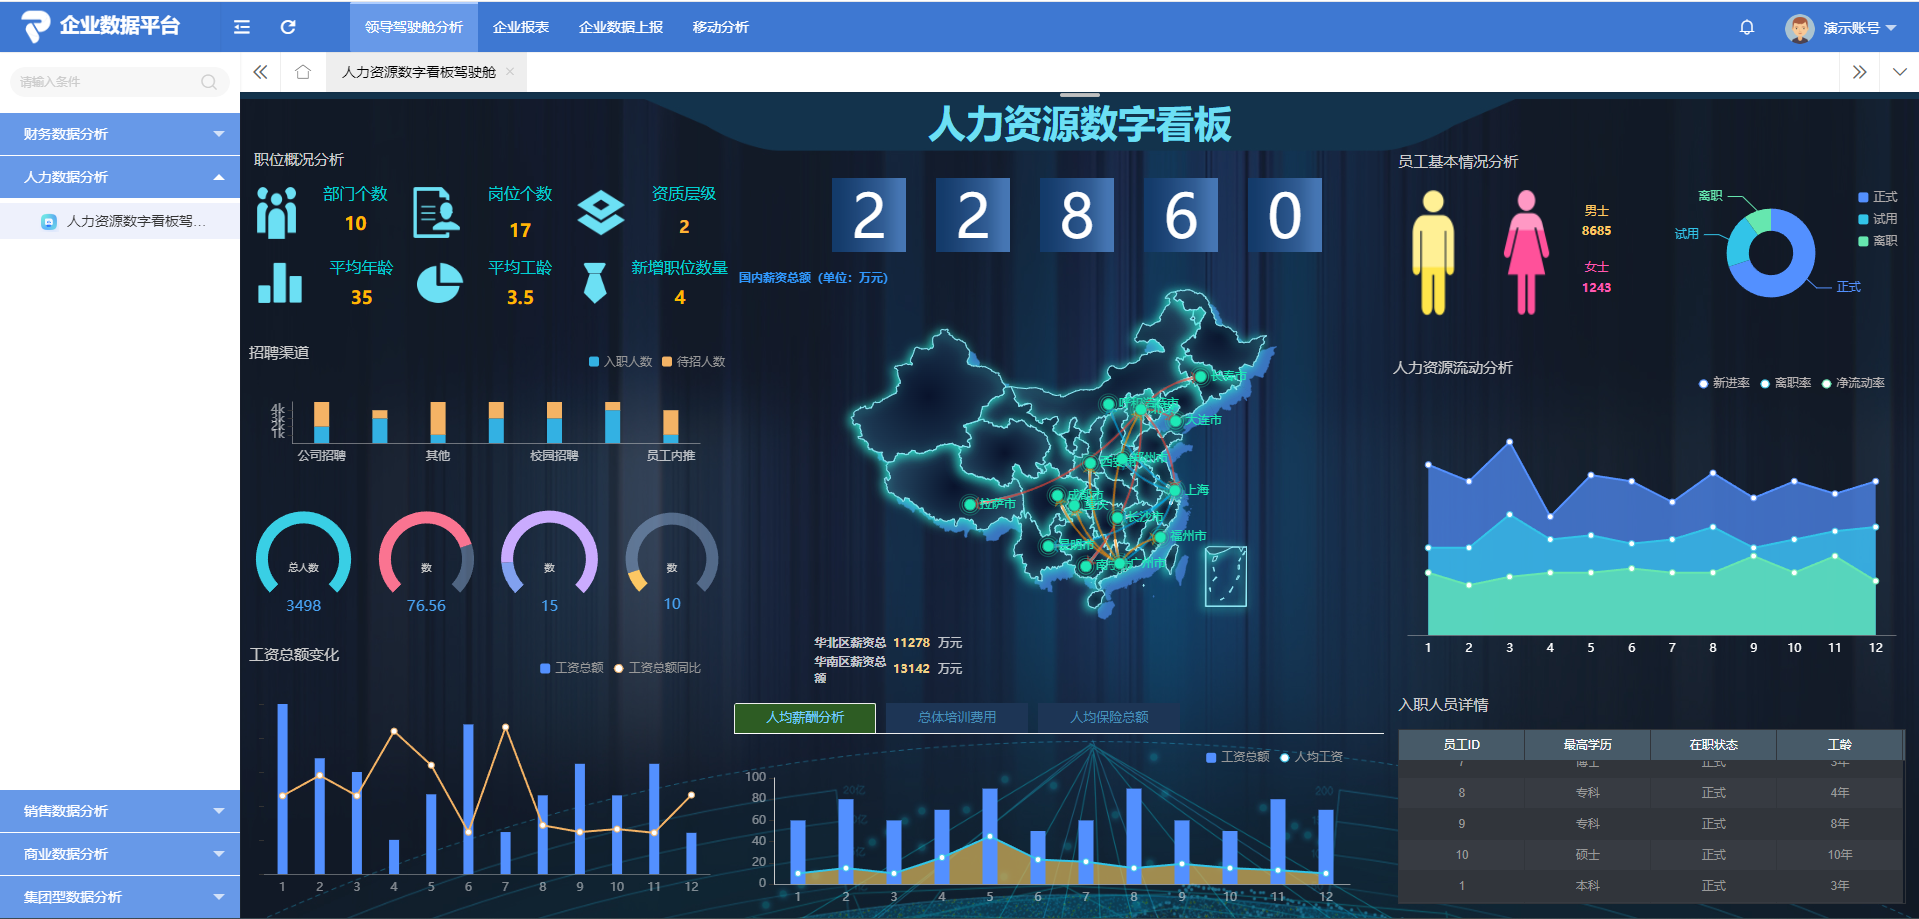 企业数据平台
领导驾驶舱分析 企业报表 企业数据上报 移动分析
演示账号
请输入条件
人力资源数字看板驾驶舱
财务数据分析
人力数据分析
人力资源数字看板驾...
销售数据分析
商业数据分析
集团型数据分析
人力资源数字看板
职位概况分析
部门个数 岗位个数 资质层级
10 17 2
平均年龄 平均工龄 新增职位数量
35 3.5 4
招聘渠道
入职人数 待招人数
4k
3k
2k
1k
公司招聘 其他 校园招聘 员工内推
总人数 数 数 数
3498 76.56 15 10
工资总额变化
工资总额 工资总额同比
1 2 3 4 5 6 7 8 9 10 11 12
2 2 8 6 0
国内薪资总额（单位：万元）
长春市
大连市
西安市
郑州市
拉萨市
成都市
重庆
上海
长沙市
福州市
昆明市
广州市
华北区薪资总 11278 万元
华南区薪资总额 13142 万元
人均薪酬分析 总体培训费用 人均保险总额
工资总额 人均工资
100
80
60
40
20
0
1 2 3 4 5 6 7 8 9 10 11 12
员工基本情况分析
男士
8685
女士
1243
离职
试用
正式
正式
试用
离职
人力资源流动分析
新进率 离职率 净流动率
1 2 3 4 5 6 7 8 9 10 11 12
入职人员详情
员工ID 最高学历 在职状态 工龄
7 博士 正式 3年
8 专科 正式 4年
9 专科 正式 8年
10 硕士 正式 10年
1 本科 正式 3年